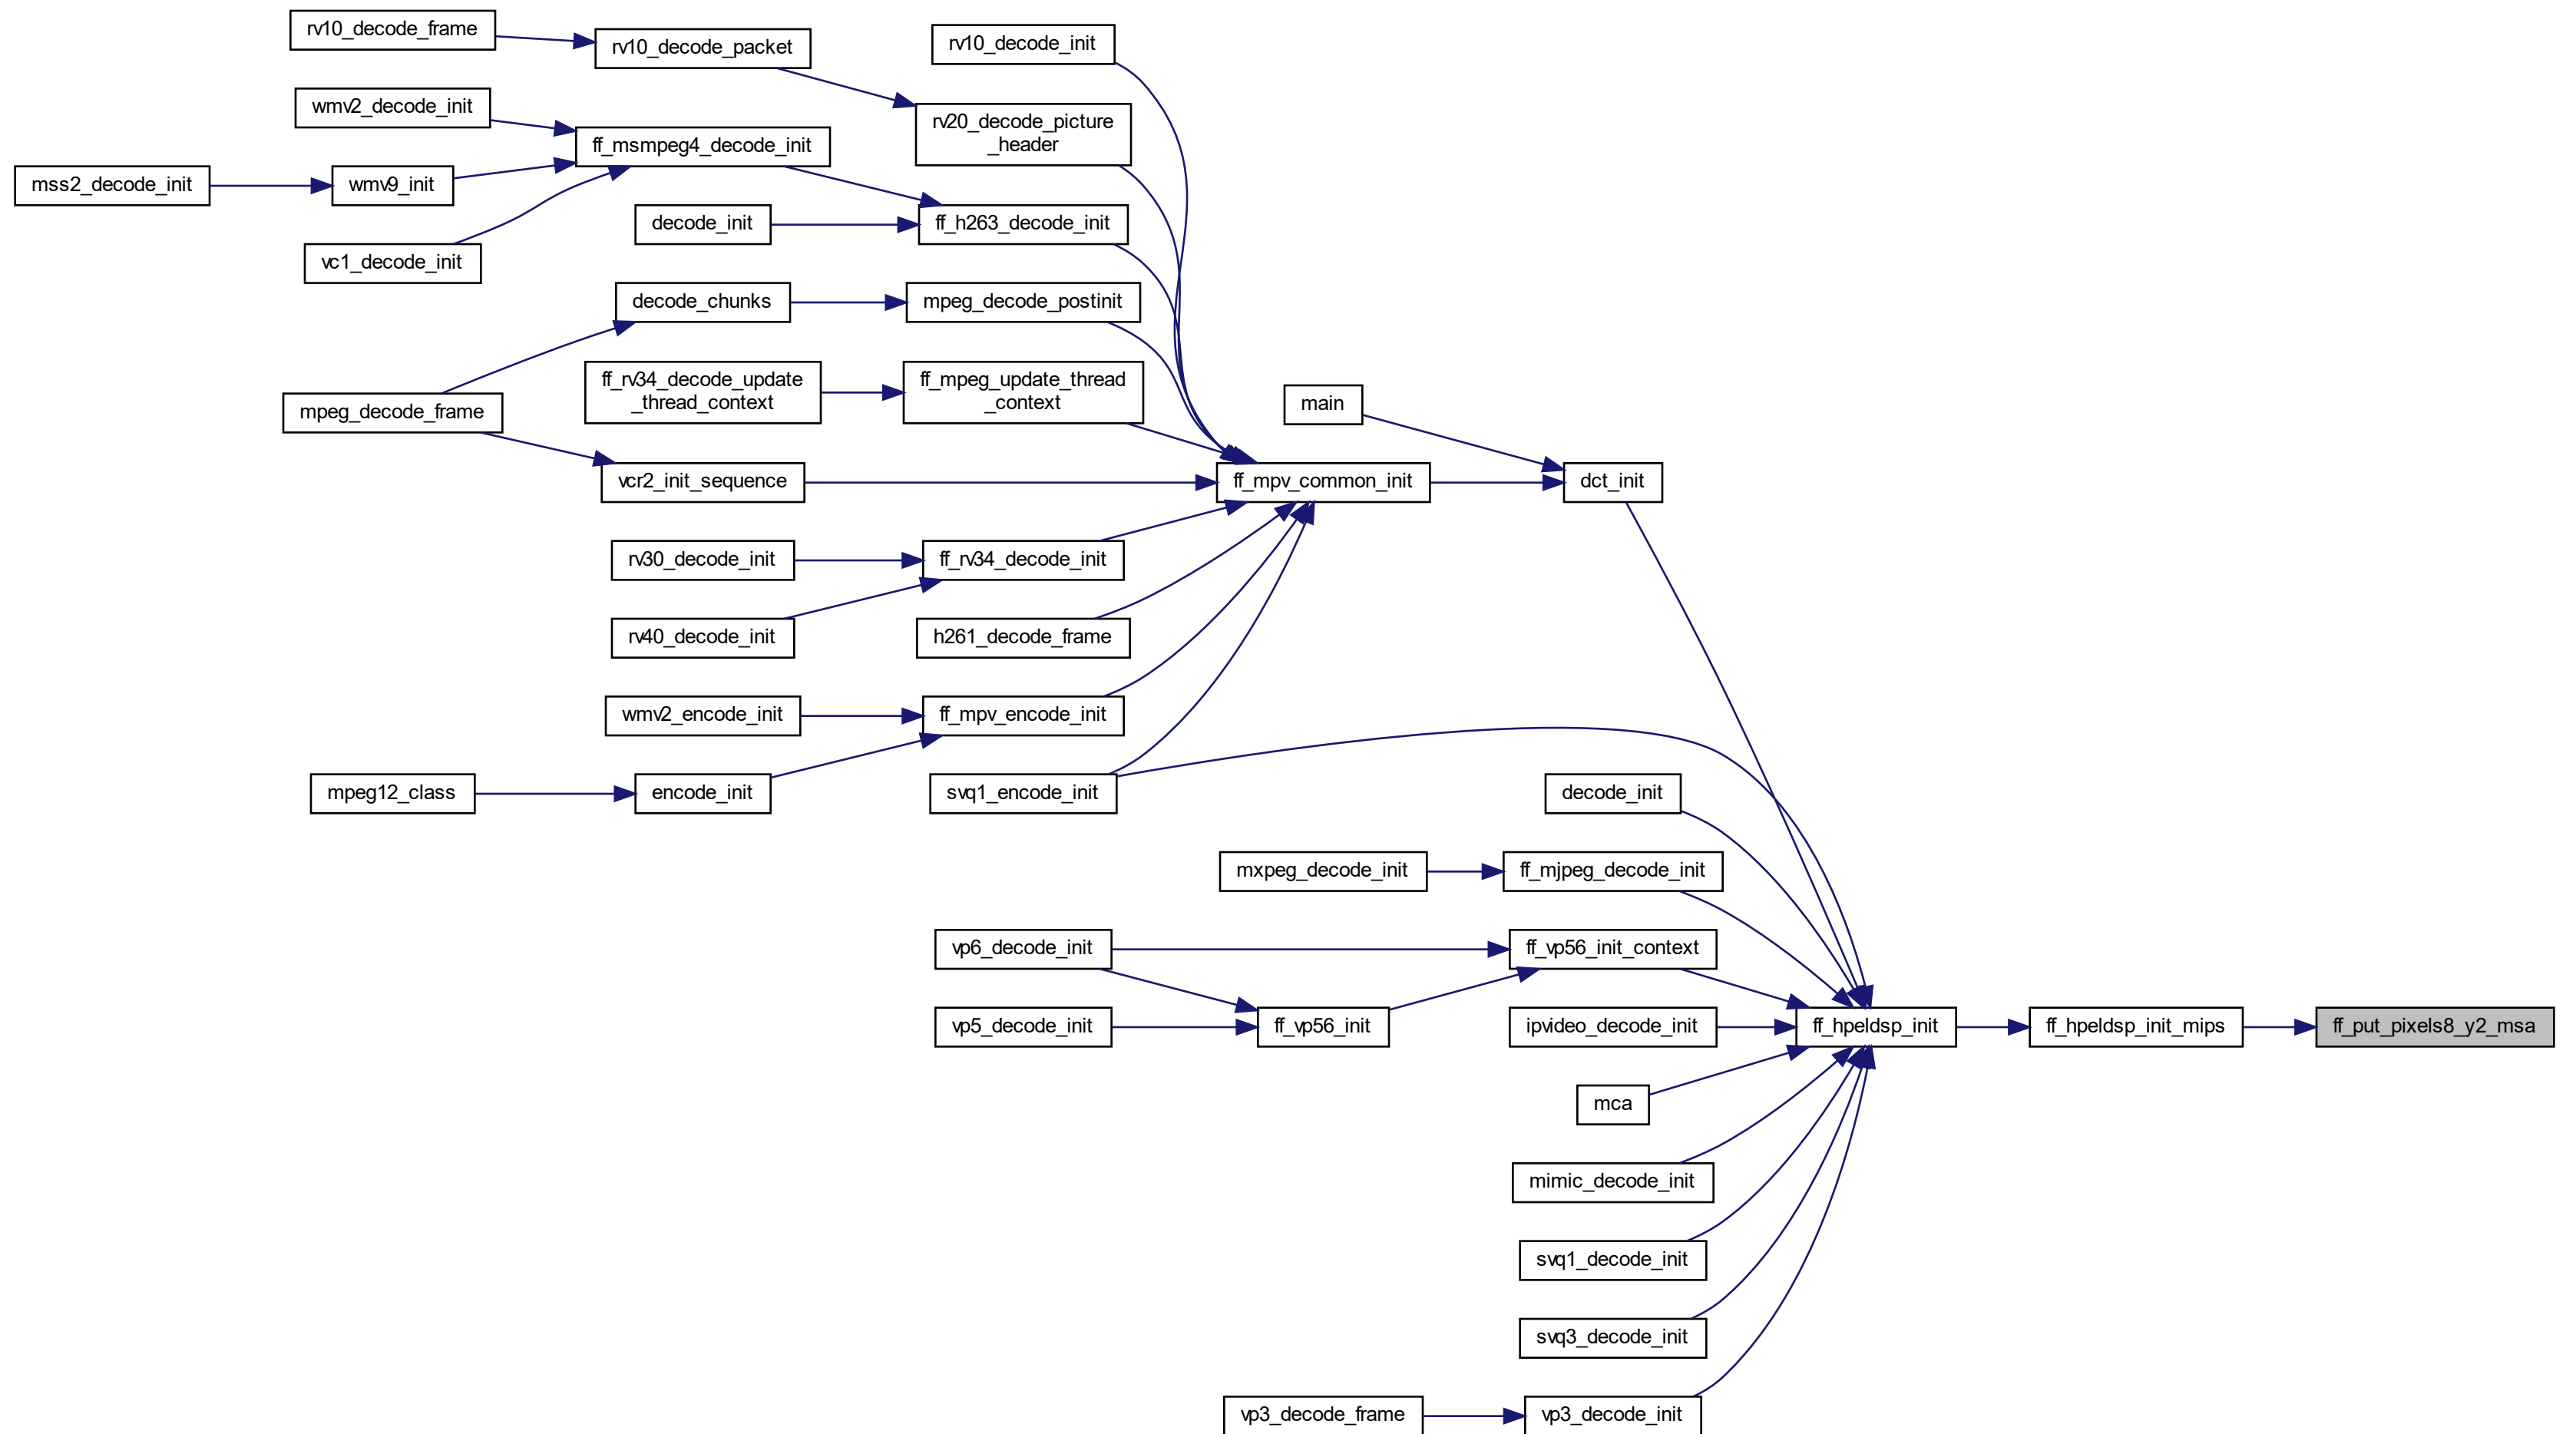 rv10_decode_frame
rv10_decode_packet
rv10_decode_init
wmv2_decode_init
rv20_decode_picture
_header
ff_msmpeg4_decode_init
mss2_decode_init
wmv9_init
decode_init
ff_h263_decode_init
vc1_decode_init
decode_chunks
mpeg_decode_postinit
ff_rv34_decode_update
_thread_context
ff_mpeg_update_thread
_context
mpeg_decode_frame
main
vcr2_init_sequence
ff_mpv_common_init
dct_init
rv30_decode_init
ff_rv34_decode_init
rv40_decode_init
h261_decode_frame
wmv2_encode_init
ff_mpv_encode_init
mpeg12_class
encode_init
svq1_encode_init
decode_init
mxpeg_decode_init
ff_mjpeg_decode_init
vp6_decode_init
ff_vp56_init_context
vp5_decode_init
ff_vp56_init
ipvideo_decode_init
ff_hpeldsp_init
ff_hpeldsp_init_mips
ff_put_pixels8_y2_msa
mca
mimic_decode_init
svq1_decode_init
svq3_decode_init
vp3_decode_frame
vp3_decode_init